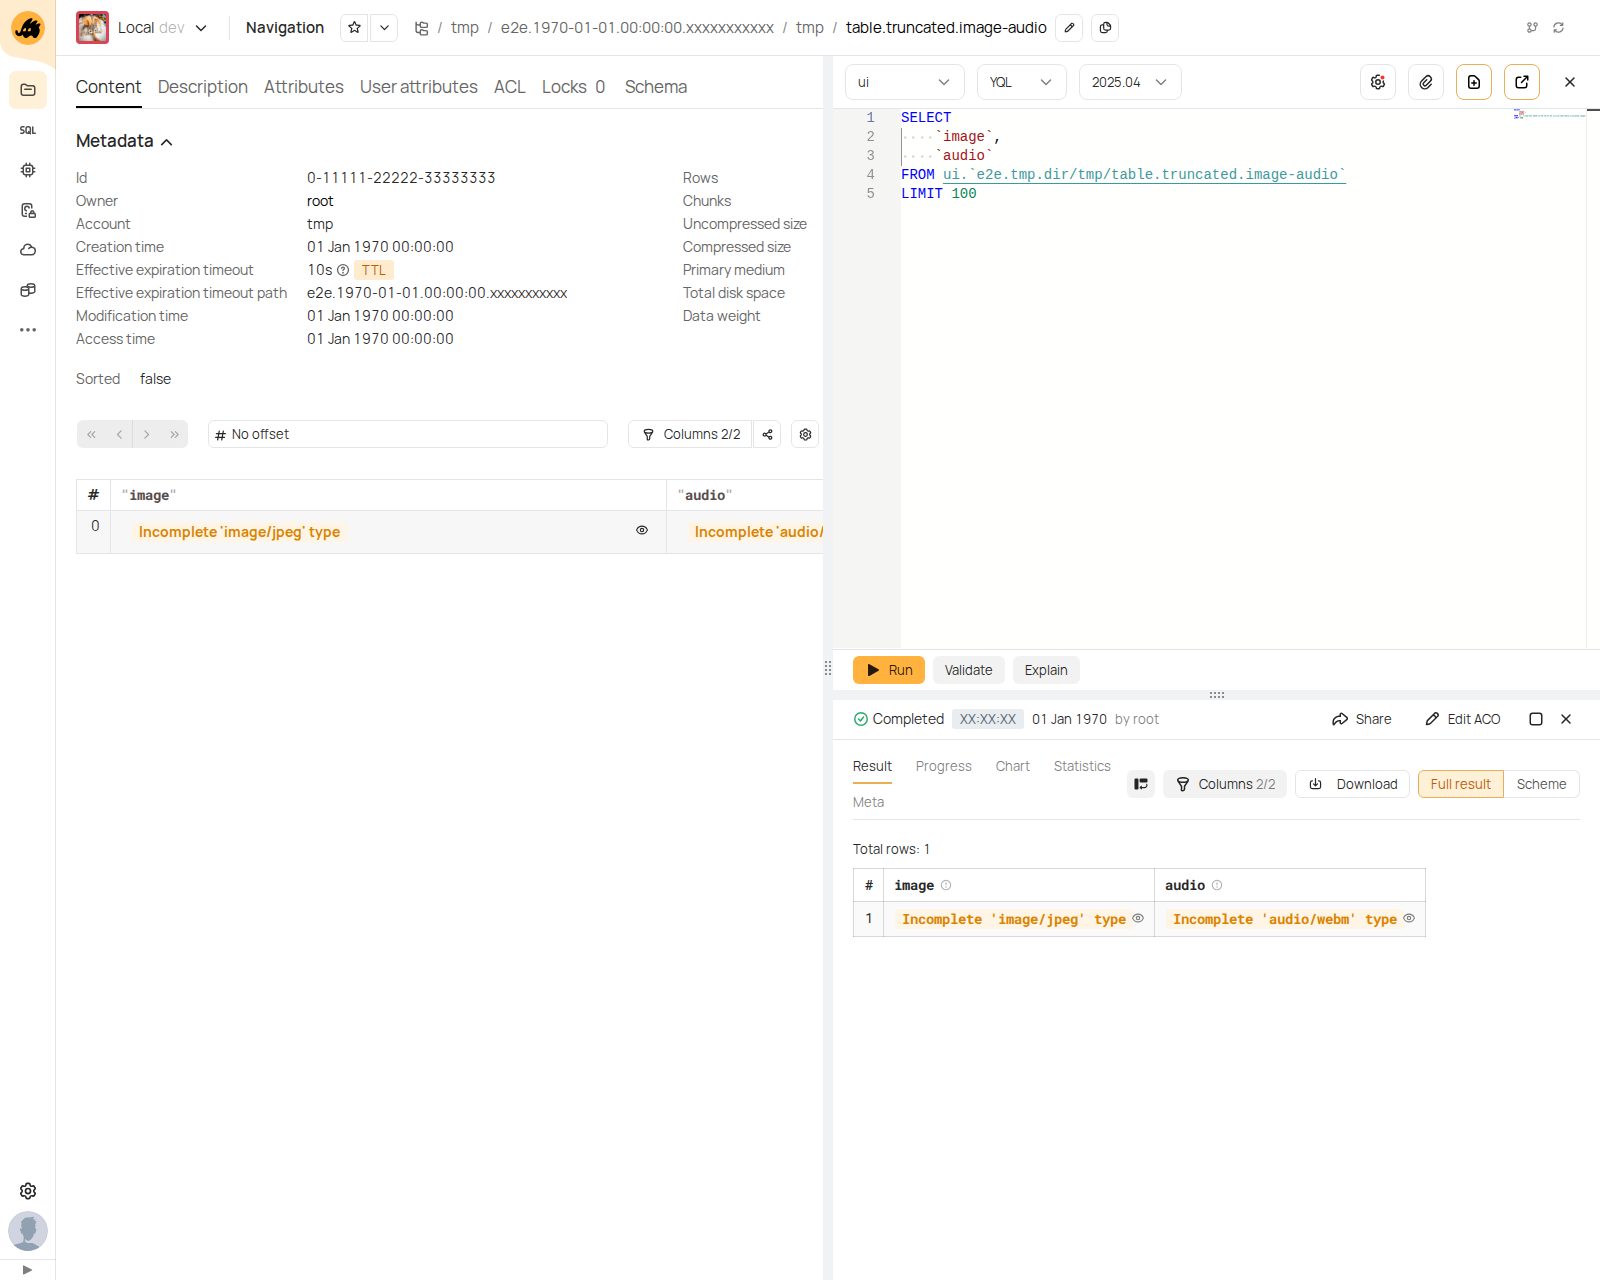 Local dev Navigation / tmp / e2e.1970-01-01.00:00:00.xxxxxxxxxxx / tmp / table.truncated.image-audio
SQL
Content Description Attributes User attributes ACL Locks 0 Schema
Metadata
Id 0-11111-22222-33333333 Rows
Owner root Chunks
Account tmp Uncompressed size
Creation time 01 Jan 1970 00:00:00 Compressed size
Effective expiration timeout 10s TTL Primary medium
Effective expiration timeout path e2e.1970-01-01.00:00:00.xxxxxxxxxxx Total disk space
Modification time 01 Jan 1970 00:00:00 Data weight
Access time 01 Jan 1970 00:00:00
Sorted false
# No offset Columns 2/2
# "image" "audio"
0 Incomplete 'image/jpeg' type Incomplete 'audio/
ui YQL 2025.04
1 SELECT
2 ····`image`,
3 ····`audio`
4 FROM ui.`e2e.tmp.dir/tmp/table.truncated.image-audio`
5 LIMIT 100
Run Validate Explain
Completed XX:XX:XX 01 Jan 1970 by root Share Edit ACO
Result Progress Chart Statistics
Meta
Columns 2/2 Download Full result Scheme
Total rows: 1
# image audio
1 Incomplete 'image/jpeg' type Incomplete 'audio/webm' type